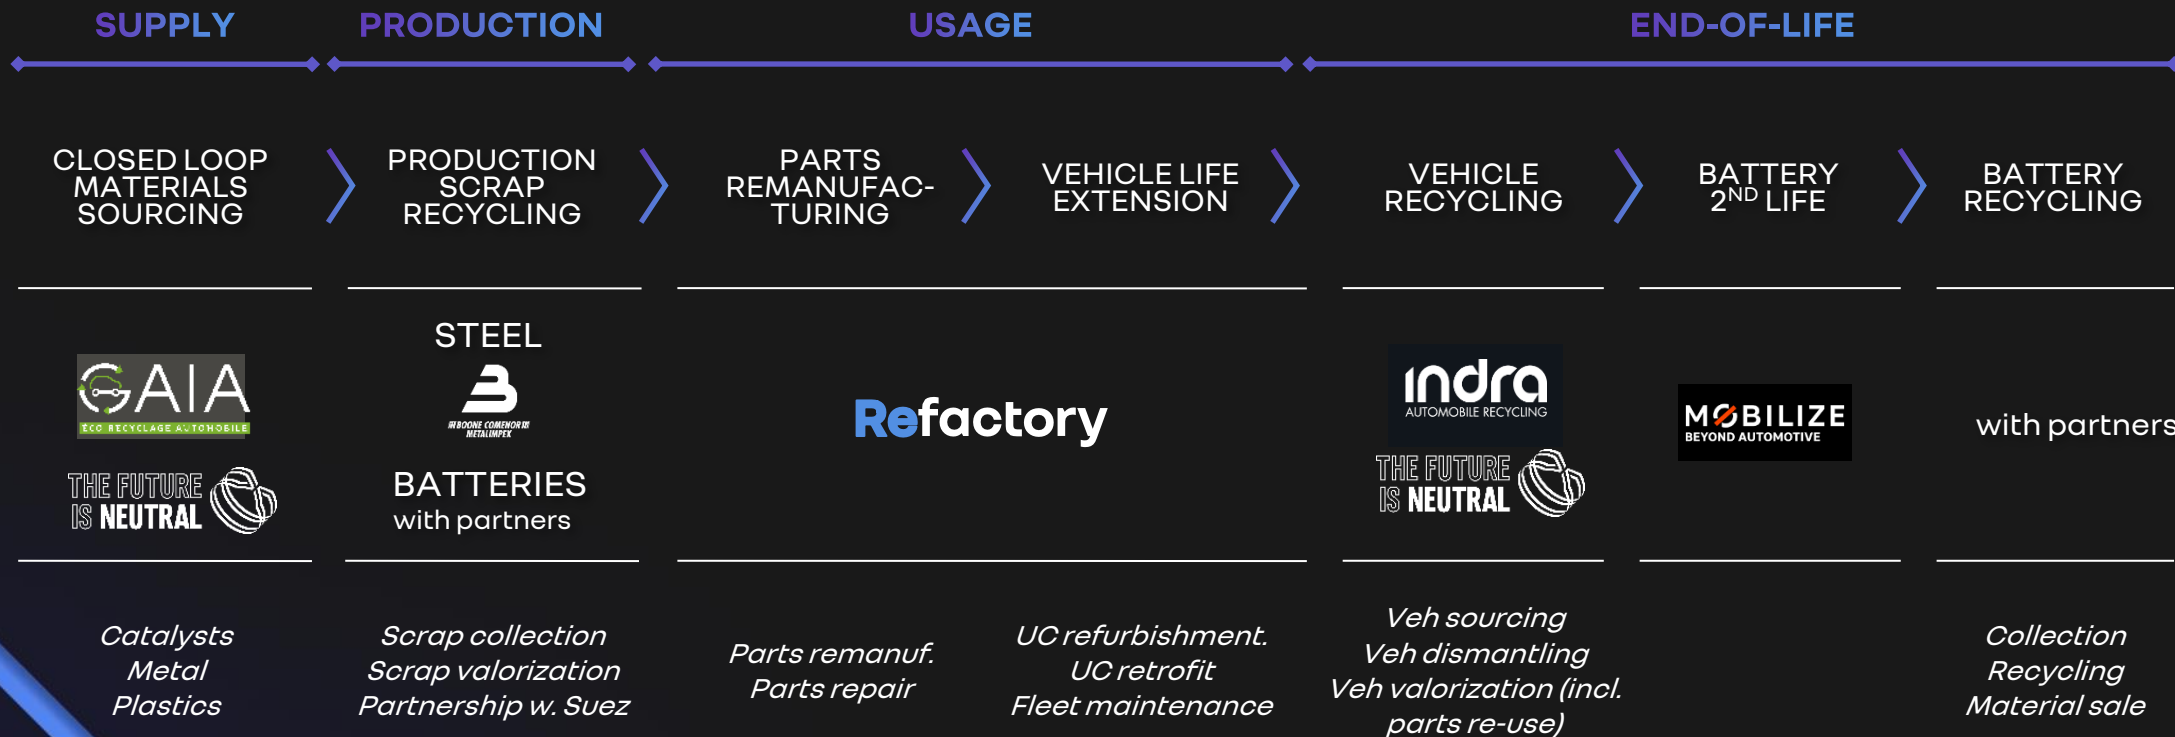 SUPPLY
PRODUCTION
USAGE
END-OF-LIFE
CLOSED LOOP
MATERIALS
SOURCING
PRODUCTION
SCRAP
RECYCLING
PARTS
REMANUFAC-
TURING
VEHICLE LIFE
EXTENSION
VEHICLE
RECYCLING
BATTERY
2ND LIFE
BATTERY
RECYCLING
GAIA
ÉCO RECYCLAGE AUTOMOBILE
THE FUTURE
IS NEUTRAL
STEEL
BOONE COMENOR
METALIMPEX
BATTERIES
with partners
Refactory
indra
AUTOMOBILE RECYCLING
THE FUTURE
IS NEUTRAL
MOBILIZE
BEYOND AUTOMOTIVE
with partners
Catalysts
Metal
Plastics
Scrap collection
Scrap valorization
Partnership w. Suez
Parts remanuf.
Parts repair
UC refurbishment.
UC retrofit
Fleet maintenance
Veh sourcing
Veh dismantling
Veh valorization (incl.
parts re-use)
Collection
Recycling
Material sale